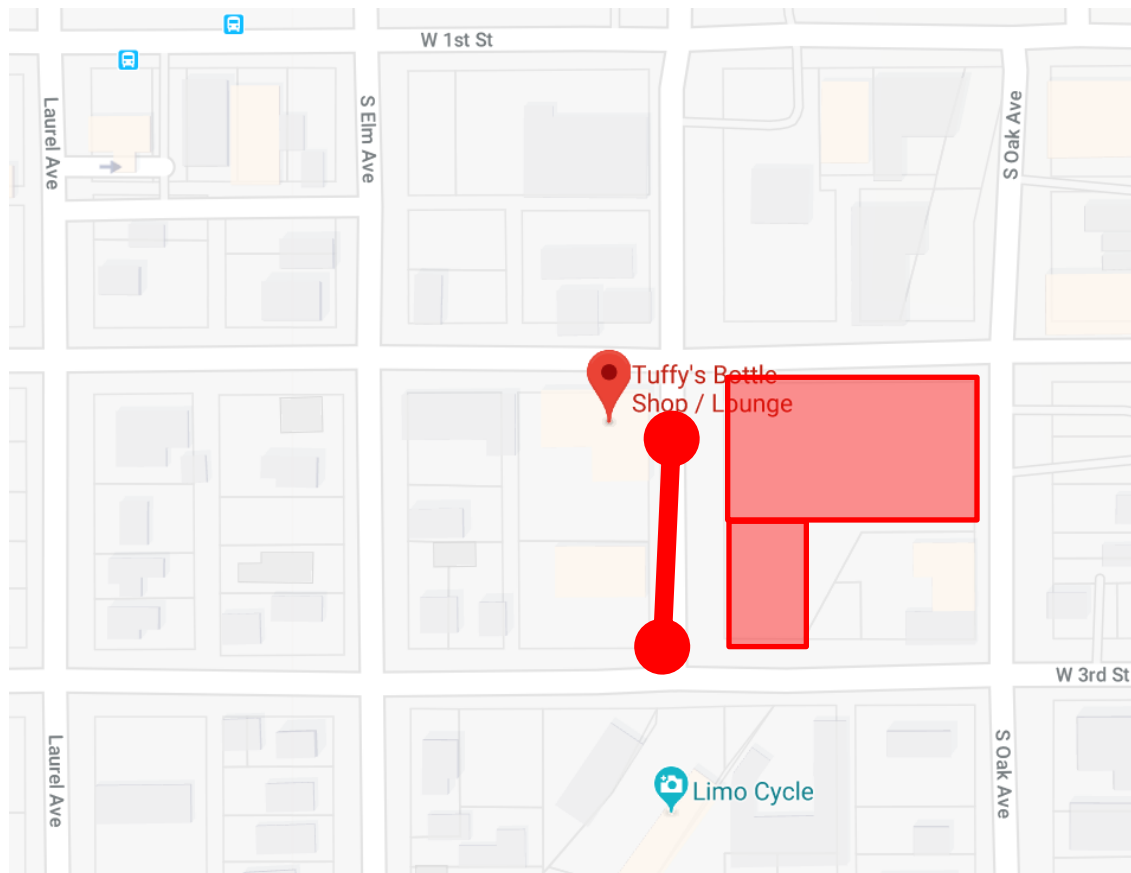 W 1st St
Laurel Ave
S Elm Ave
S Oak Ave
Tuffy's Bottle
Shop / Lounge
W 3rd St
Laurel Ave
S Oak Ave
Limo Cycle